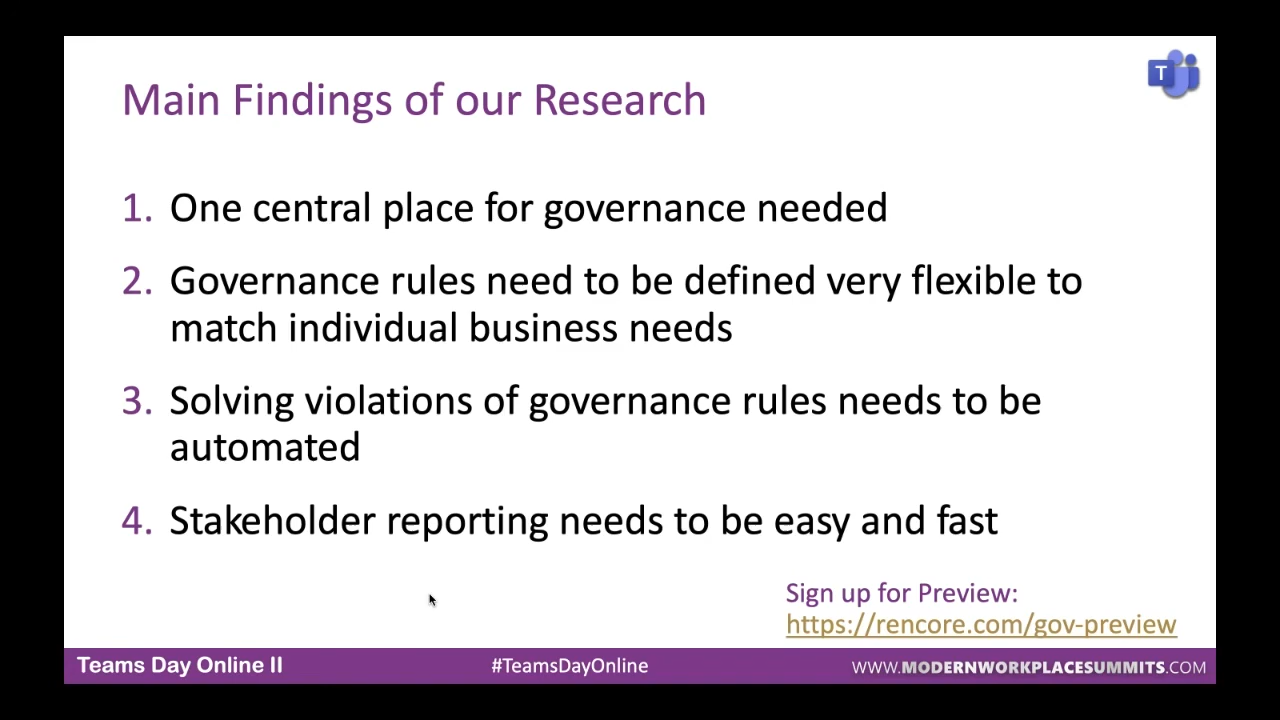 T
Main Findings of our Research
1. One central place for governance needed
2. Governance rules need to be defined very flexible to
match individual business needs
3. Solving violations of governance rules needs to be
automated
4. Stakeholder reporting needs to be easy and fast
Sign up for Preview:
https://rencore.com/gov-preview
Teams Day Online II
#TeamsDayOnline
WWW.MODERNWORKPLACESUMMITS.COM